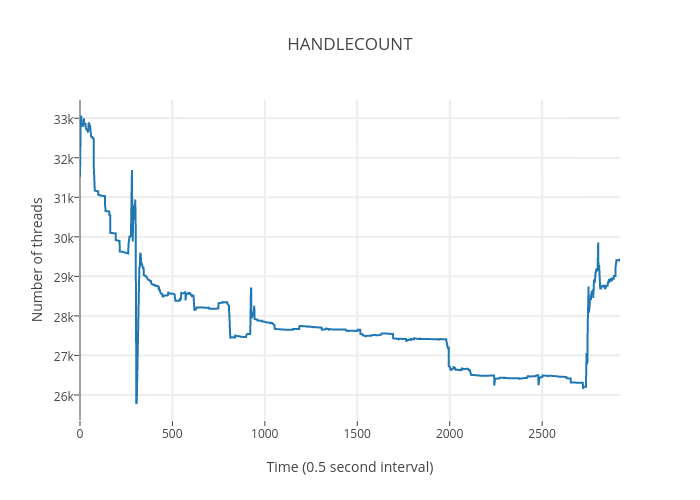 HANDLECOUNT
33k
32k
31k
30k
29k
28k
27k
26k
Number of threads
0 500 1000 1500 2000 2500
Time (0.5 second interval)